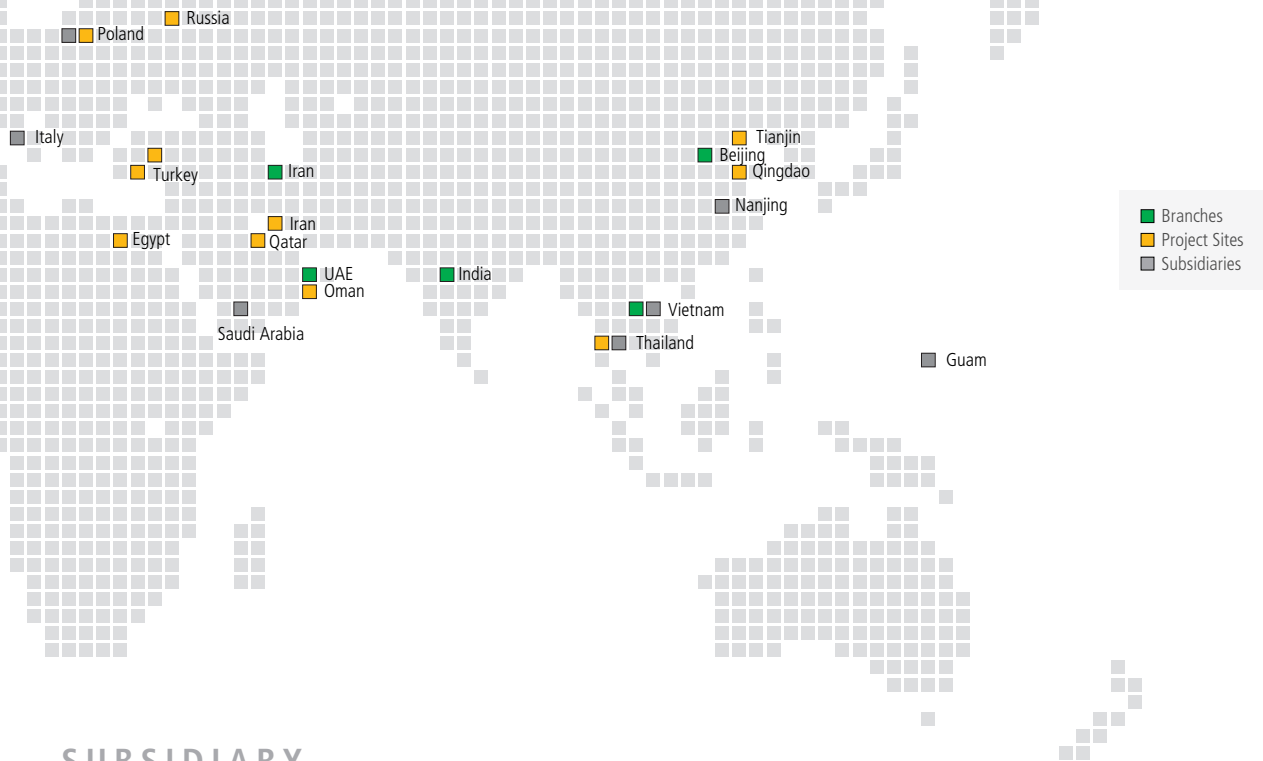 Russia
Poland
Italy
Tianjin
Beijing
Turkey
Iran
Qingdao
Nanjing
Branches
Iran
Egypt
Qatar
Project Sites
Subsidiaries
UAE
India
Oman
Vietnam
Saudi Arabia
Thailand
Guam
SUBSIDIARY